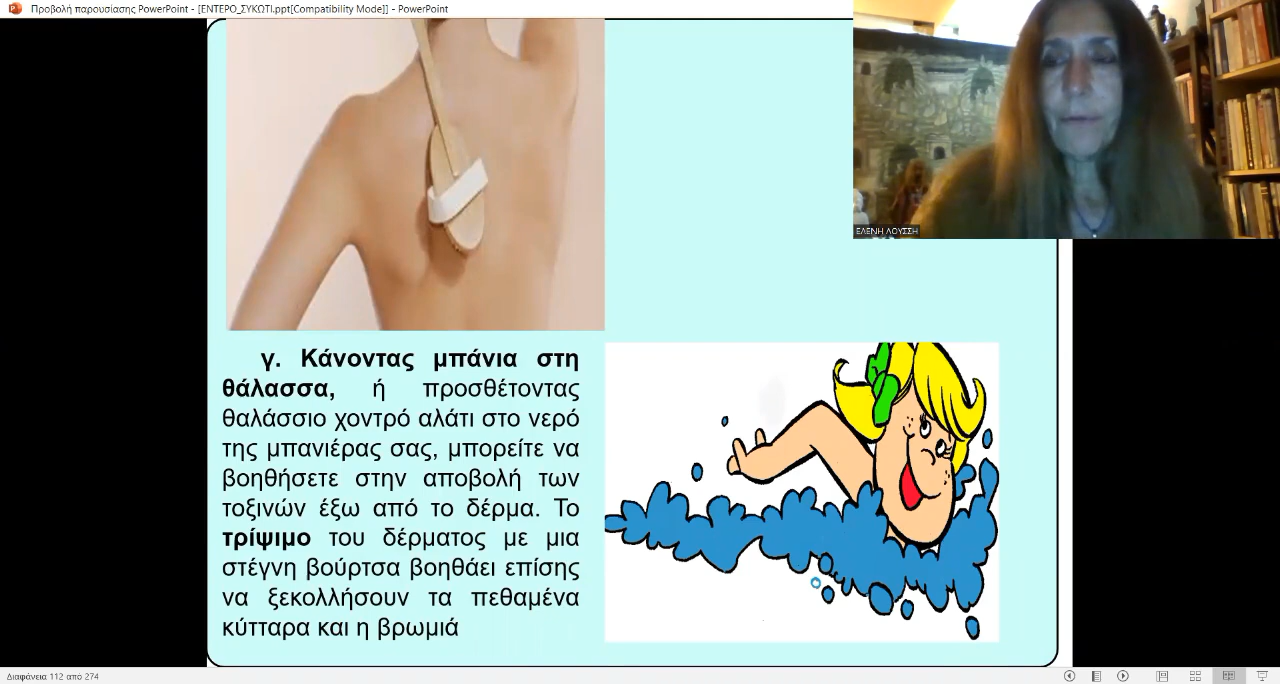 Προβολή παρουσίασης PowerPoint - [ΕΝΤΕΡΟ_ΣΥΚΩΤΙ.ppt[Compatibility Mode]] - PowerPoint
ΕΛΕΝΗ ΛΟΥΣΣΗ
γ. Κάνοντας μπάνια στη
θάλασσα, ή προσθέτοντας
θαλάσσιο χοντρό αλάτι στο νερό
της μπανιέρας σας, μπορείτε να
βοηθήσετε στην αποβολή των
τοξινών έξω από το δέρμα. Το
τρίψιμο του δέρματος με μια
στέγνη βούρτσα βοηθάει επίσης
να ξεκολλήσουν τα πεθαμένα
κύτταρα και η βρωμιά
Διαφάνεια 112 από 274